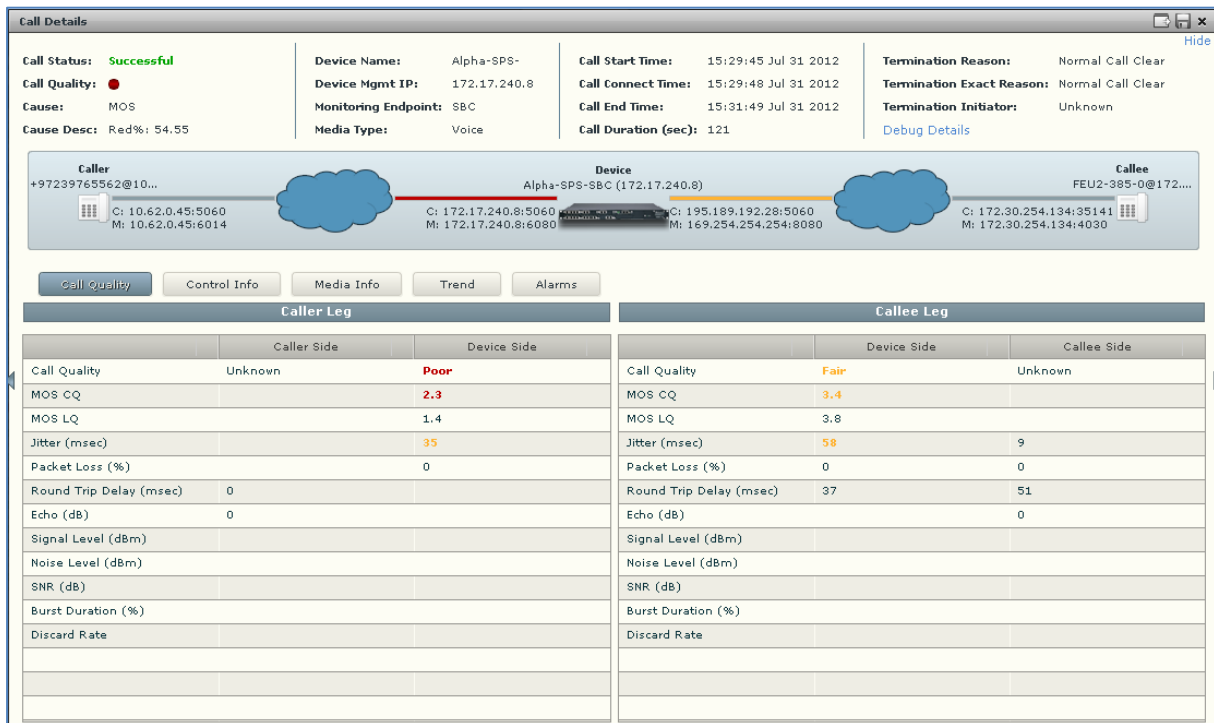 Call Details
Hide
Call Status: Successful
Call Quality:
Cause: MOS
Cause Desc: Red%: 54.55
Device Name: Alpha-SPS-
Device Mgmt IP: 172.17.240.8
Monitoring Endpoint: SBC
Media Type: Voice
Call Start Time: 15:29:45 Jul 31 2012
Call Connect Time: 15:29:48 Jul 31 2012
Call End Time: 15:31:49 Jul 31 2012
Call Duration (sec): 121
Termination Reason: Normal Call Clear
Termination Exact Reason: Normal Call Clear
Termination Initiator: Unknown
Debug Details
Caller
+97239765562@10...
C: 10.62.0.45:5060
M: 10.62.0.45:6014
Device
Alpha-SPS-SBC (172.17.240.8)
C: 172.17.240.8:5060
M: 172.17.240.8:6080
C: 195.189.192.28:5060
M: 169.254.254.254:8080
Callee
FEU2-385-0@172....
C: 172.30.254.134:35141
M: 172.30.254.134:4030
Call Quality Control Info Media Info Trend Alarms
Caller Leg
Caller Side Device Side
Call Quality Unknown Poor
MOS CQ 2.3
MOS LQ 1.4
Jitter (msec) 35
Packet Loss (%) 0
Round Trip Delay (msec) 0
Echo (dB) 0
Signal Level (dBm)
Noise Level (dBm)
SNR (dB)
Burst Duration (%)
Discard Rate
Callee Leg
Device Side Callee Side
Call Quality Fair Unknown
MOS CQ 3.4
MOS LQ 3.8
Jitter (msec) 58 9
Packet Loss (%) 0 0
Round Trip Delay (msec) 37 51
Echo (dB) 0
Signal Level (dBm)
Noise Level (dBm)
SNR (dB)
Burst Duration (%)
Discard Rate